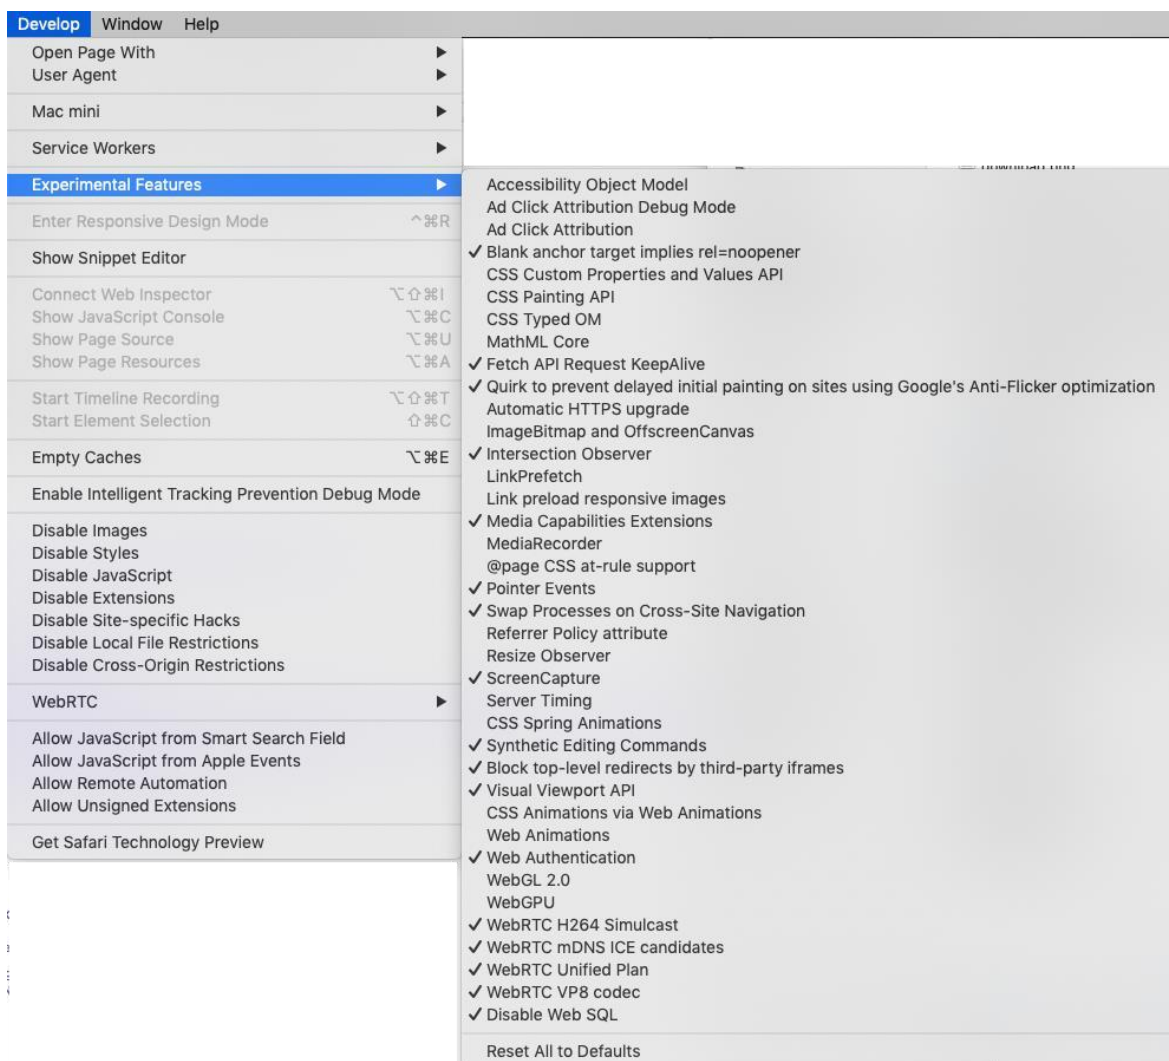 Develop Window Help
Open Page With ▶
User Agent ▶
Mac mini ▶
Service Workers ▶
Experimental Features ▶
Enter Responsive Design Mode ^⌘R
Show Snippet Editor
Connect Web Inspector ⌥⇧⌘I
Show JavaScript Console ⌥⌘C
Show Page Source ⌥⌘U
Show Page Resources ⌥⌘A
Start Timeline Recording ⌥⇧⌘T
Start Element Selection ⇧⌘C
Empty Caches ⌥⌘E
Enable Intelligent Tracking Prevention Debug Mode
Disable Images
Disable Styles
Disable JavaScript
Disable Extensions
Disable Site-specific Hacks
Disable Local File Restrictions
Disable Cross-Origin Restrictions
WebRTC ▶
Allow JavaScript from Smart Search Field
Allow JavaScript from Apple Events
Allow Remote Automation
Allow Unsigned Extensions
Get Safari Technology Preview
Accessibility Object Model
Ad Click Attribution Debug Mode
Ad Click Attribution
✓ Blank anchor target implies rel=noopener
CSS Custom Properties and Values API
CSS Painting API
CSS Typed OM
MathML Core
✓ Fetch API Request KeepAlive
✓ Quirk to prevent delayed initial painting on sites using Google's Anti-Flicker optimization
Automatic HTTPS upgrade
ImageBitmap and OffscreenCanvas
✓ Intersection Observer
LinkPrefetch
Link preload responsive images
✓ Media Capabilities Extensions
MediaRecorder
@page CSS at-rule support
✓ Pointer Events
✓ Swap Processes on Cross-Site Navigation
Referrer Policy attribute
Resize Observer
✓ ScreenCapture
Server Timing
CSS Spring Animations
✓ Synthetic Editing Commands
✓ Block top-level redirects by third-party iframes
✓ Visual Viewport API
CSS Animations via Web Animations
Web Animations
✓ Web Authentication
WebGL 2.0
WebGPU
✓ WebRTC H264 Simulcast
✓ WebRTC mDNS ICE candidates
✓ WebRTC Unified Plan
✓ WebRTC VP8 codec
✓ Disable Web SQL
Reset All to Defaults